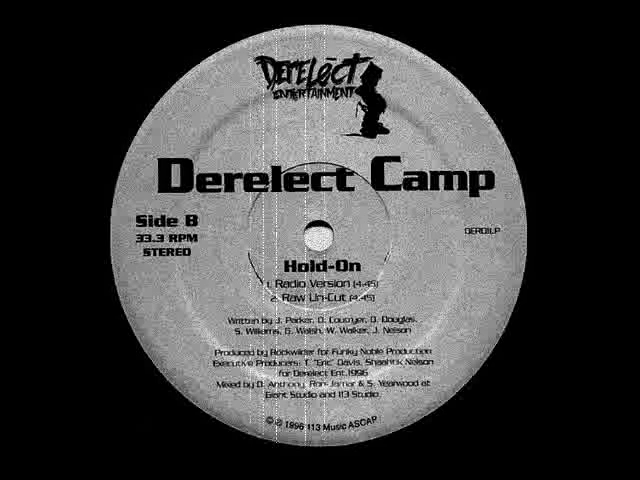 Derelect
Entertainment
Derelect Camp
Side B
33.3 RPM
STEREO
DER01LP
Hold-On
1. Radio Version (4:45)
2. Raw Un-Cut (4:45)
Written by J. Parker, D. Cousryer, D. Douglas,
S. Williams, G. Walsh, W. Walker, J. Nelson
Produced by Rockwilder for Funky Noble Production
Executive Producers: T. "Eric" Davis, Nelson
for Derelect Ent.1996
Mixed by D. Anthony, Ron Jamar & S. Yearwood at
Giant Studio and 113 Studio.
© ℗ 1996 113 Music ASCAP